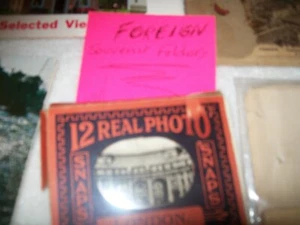 Selected Vie
FOREIGN
Souvenir Folders
12 REAL PHOTO
SNAPS
SNAPS